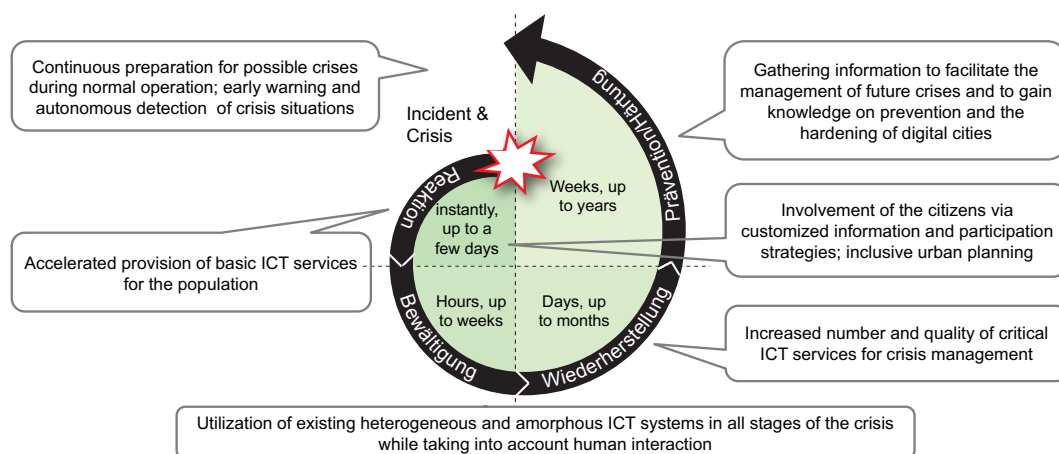 Continuous preparation for possible crises
during normal operation; early warning and
autonomous detection of crisis situations
Incident &
Crisis
Gathering information to facilitate the
management of future crises and to gain
knowledge on prevention and the
hardening of digital cities
Prävention/Härtung
Reaktion
instantly,
up to a
few days
Weeks, up
to years
Involvement of the citizens via
customized information and participation
strategies; inclusive urban planning
Accelerated provision of basic ICT services
for the population
Bewältigung
Hours, up
to weeks
Days, up
to months
Wiederherstellung
Increased number and quality of critical
ICT services for crisis management
Utilization of existing heterogeneous and amorphous ICT systems in all stages of the crisis
while taking into account human interaction